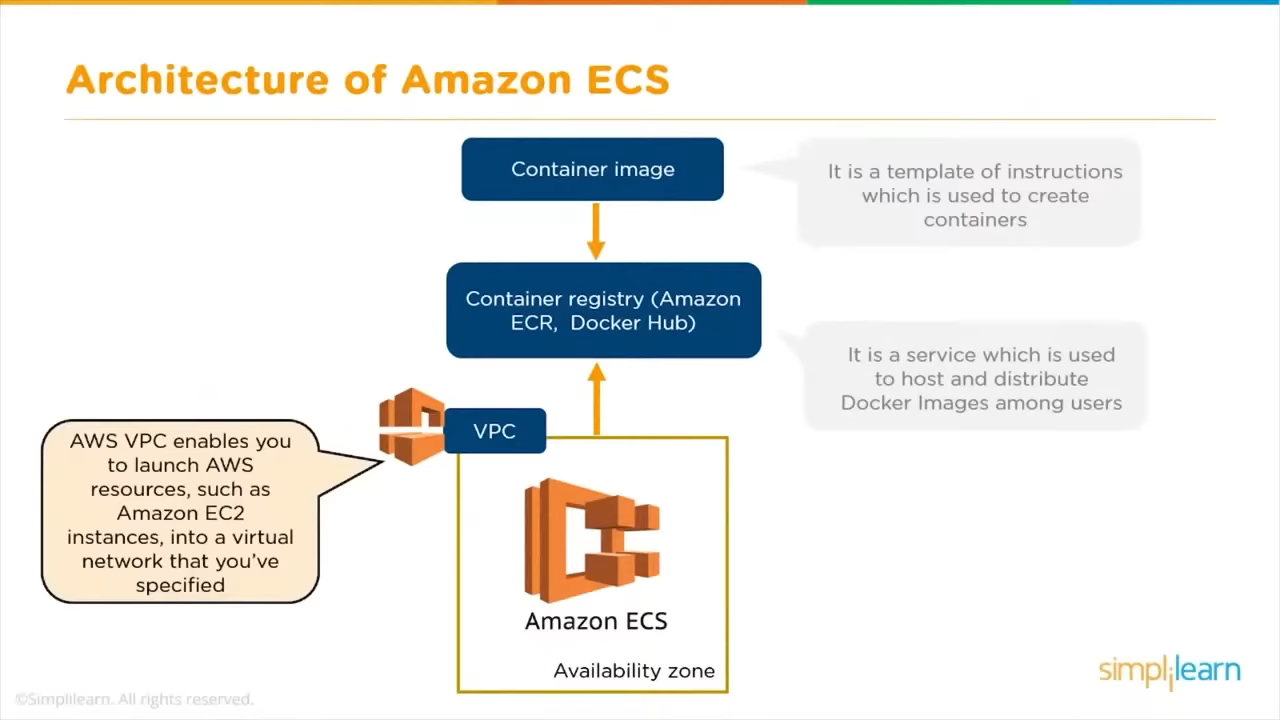 Architecture of Amazon ECS
Container image
It is a template of instructions
which is used to create
containers
Container registry (Amazon
ECR, Docker Hub)
It is a service which is used
to host and distribute
Docker Images among users
VPC
AWS VPC enables you
to launch AWS
resources, such as
Amazon EC2
instances, into a virtual
network that you've
specified
Amazon ECS
Availability zone
simplilearn
©Simplilearn. All rights reserved.